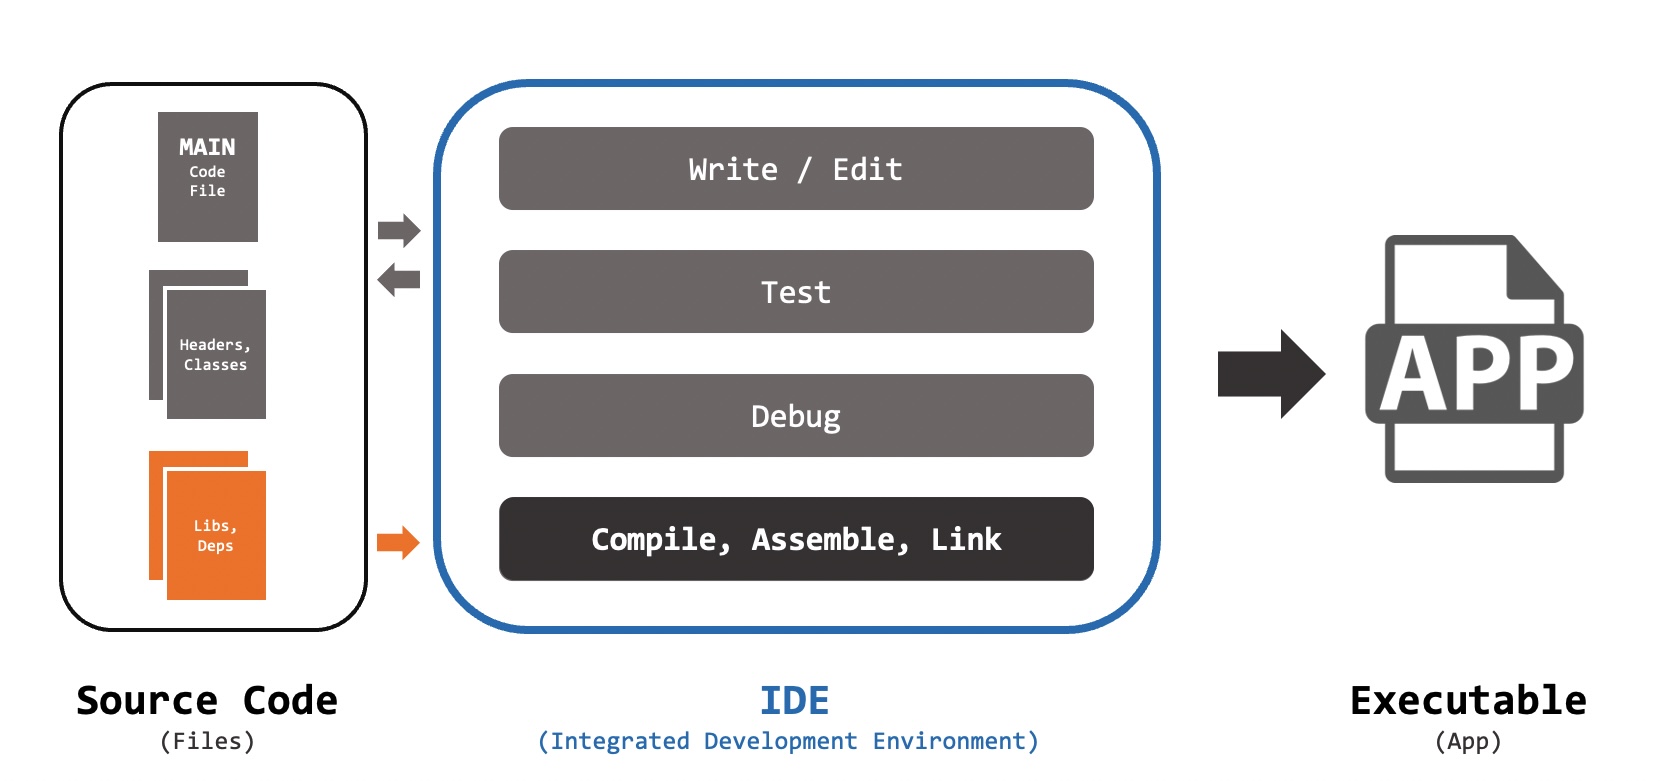 MAIN
Code
File
Headers,
Classes
Libs,
Deps
Write / Edit
Test
Debug
Compile, Assemble, Link
APP
Source Code
(Files)
IDE
(Integrated Development Environment)
Executable
(App)